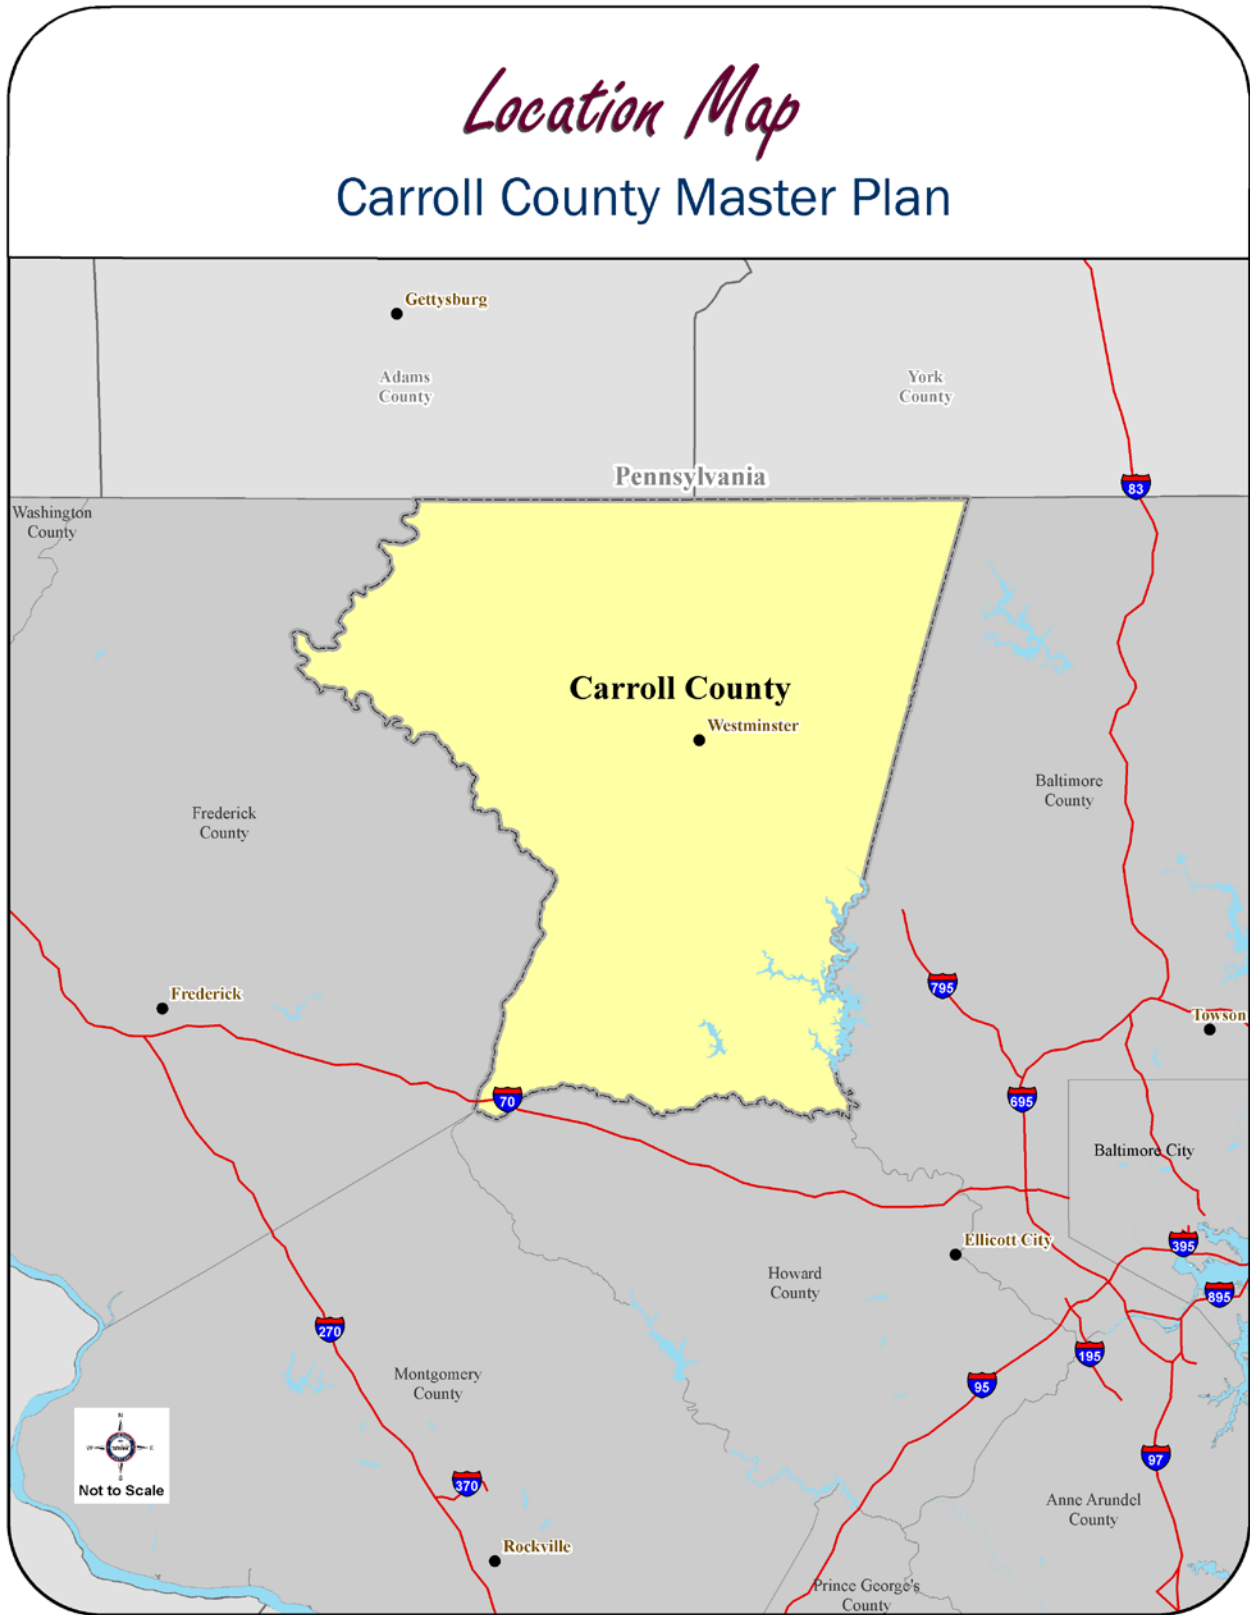 Location Map
Carroll County Master Plan
Gettysburg
Adams
County
York
County
Pennsylvania
83
Washington
County
Carroll County
Westminster
Baltimore
County
Frederick
County
795
Frederick
Towson
70
695
Baltimore City
Ellicott City
395
Howard
County
895
270
195
Montgomery
County
95
N
W
E
S
Not to Scale
97
370
Anne Arundel
County
Rockville
Prince George's
County